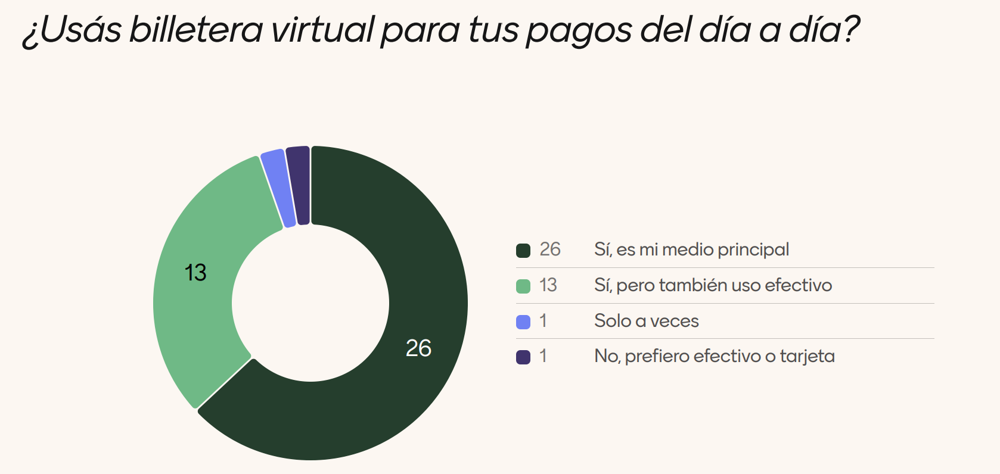 ¿Usás billetera virtual para tus pagos del día a día?
13
26
26 Sí, es mi medio principal
13 Sí, pero también uso efectivo
1 Solo a veces
1 No, prefiero efectivo o tarjeta